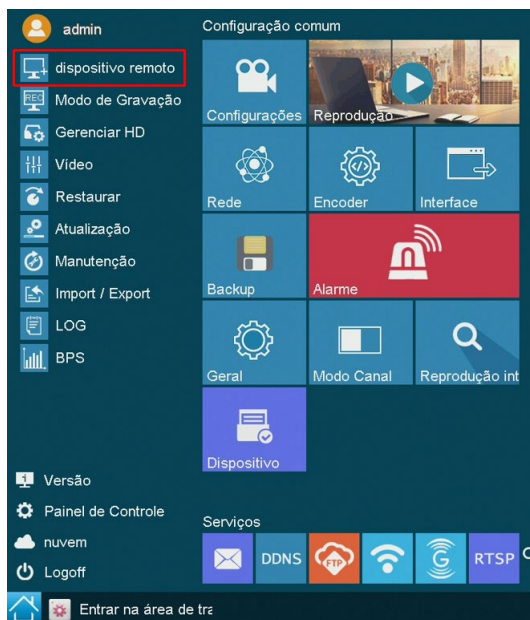 admin
dispositivo remoto
REC
Modo de Gravação
Gerenciar HD
Vídeo
Restaurar
Atualização
Manutenção
Import / Export
LOG
BPS
Versão
Painel de Controle
nuvem
Logoff
Entrar na área de tra
Configuração comum
Configurações
Reprodução
Rede
Encoder
Interface
Backup
Alarme
Geral
Modo Canal
Reprodução int
Dispositivo
Serviços
DDNS
FTP
G
RTSP